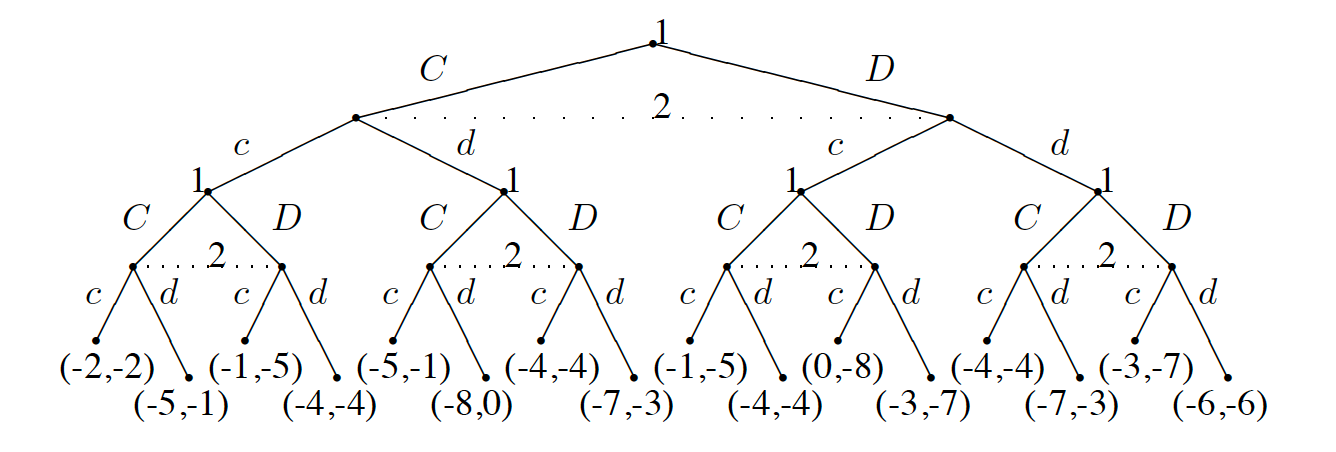 1
C D
2
c d c d
1 1 1 1
C D C D C D C D
2 2 2 2
c d c d c d c d c d c d c d c d
(-2,-2) (-1,-5) (-5,-1) (-4,-4) (-1,-5) (0,-8) (-4,-4) (-3,-7)
(-5,-1) (-4,-4) (-8,0) (-7,-3) (-4,-4) (-3,-7) (-7,-3) (-6,-6)